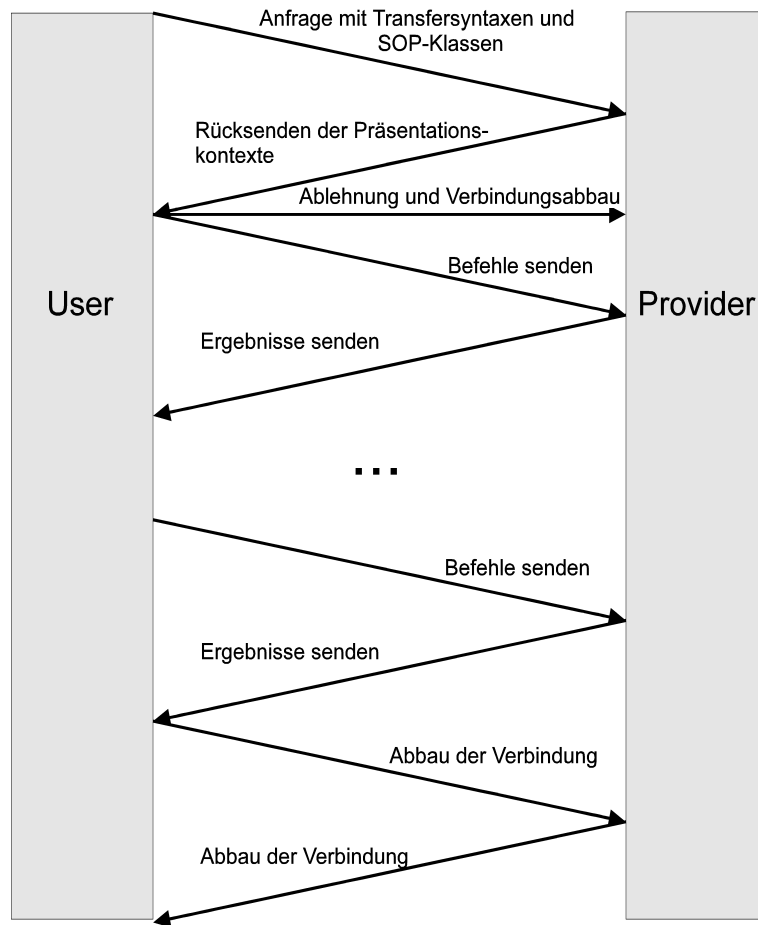 Anfrage mit Transfersyntaxen und
SOP-Klassen
Rücksenden der Präsentations-
kontexte
Ablehnung und Verbindungsabbau
Befehle senden
User
Provider
Ergebnisse senden
...
Befehle senden
Ergebnisse senden
Abbau der Verbindung
Abbau der Verbindung